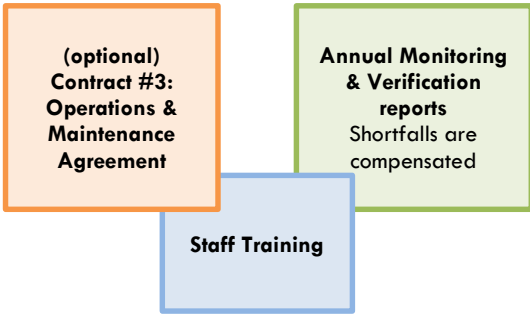 (optional)
Contract #3:
Operations &
Maintenance
Agreement
Annual Monitoring
& Verification
reports
Shortfalls are
compensated
Staff Training